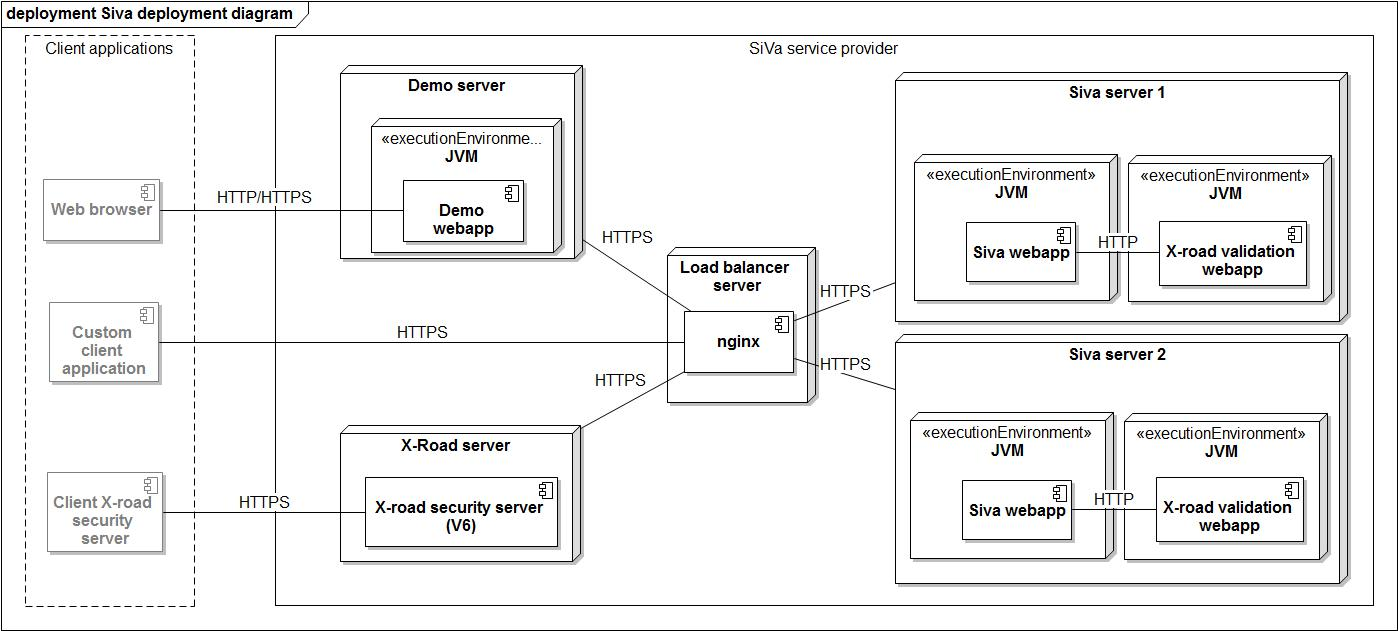 deployment Siva deployment diagram
Client applications
SiVa service provider
Demo server
«executionEnvironme...
JVM
Demo
webapp
Web browser
HTTP/HTTPS
HTTPS
Custom
client
application
HTTPS
Load balancer
server
nginx
HTTPS
HTTPS
HTTPS
X-Road server
X-road security server
(V6)
Client X-road
security
server
HTTPS
Siva server 1
«executionEnvironment»
JVM
Siva webapp
HTTP
«executionEnvironment»
JVM
X-road validation
webapp
Siva server 2
«executionEnvironment»
JVM
Siva webapp
HTTP
«executionEnvironment»
JVM
X-road validation
webapp